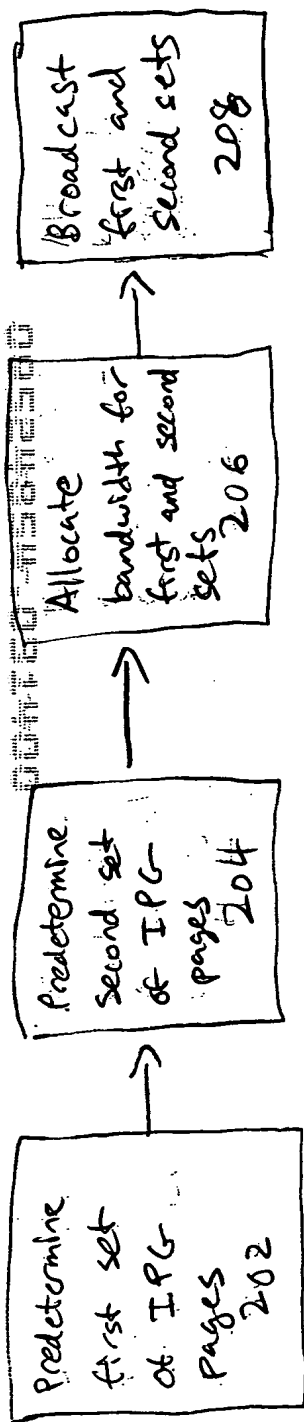 Predetermine
first set
of IPG
pages
202
Predetermine
second set
of IPG
pages
204
Allocate
bandwidth for
first and second
sets
206
Broadcast
first and
second sets
208